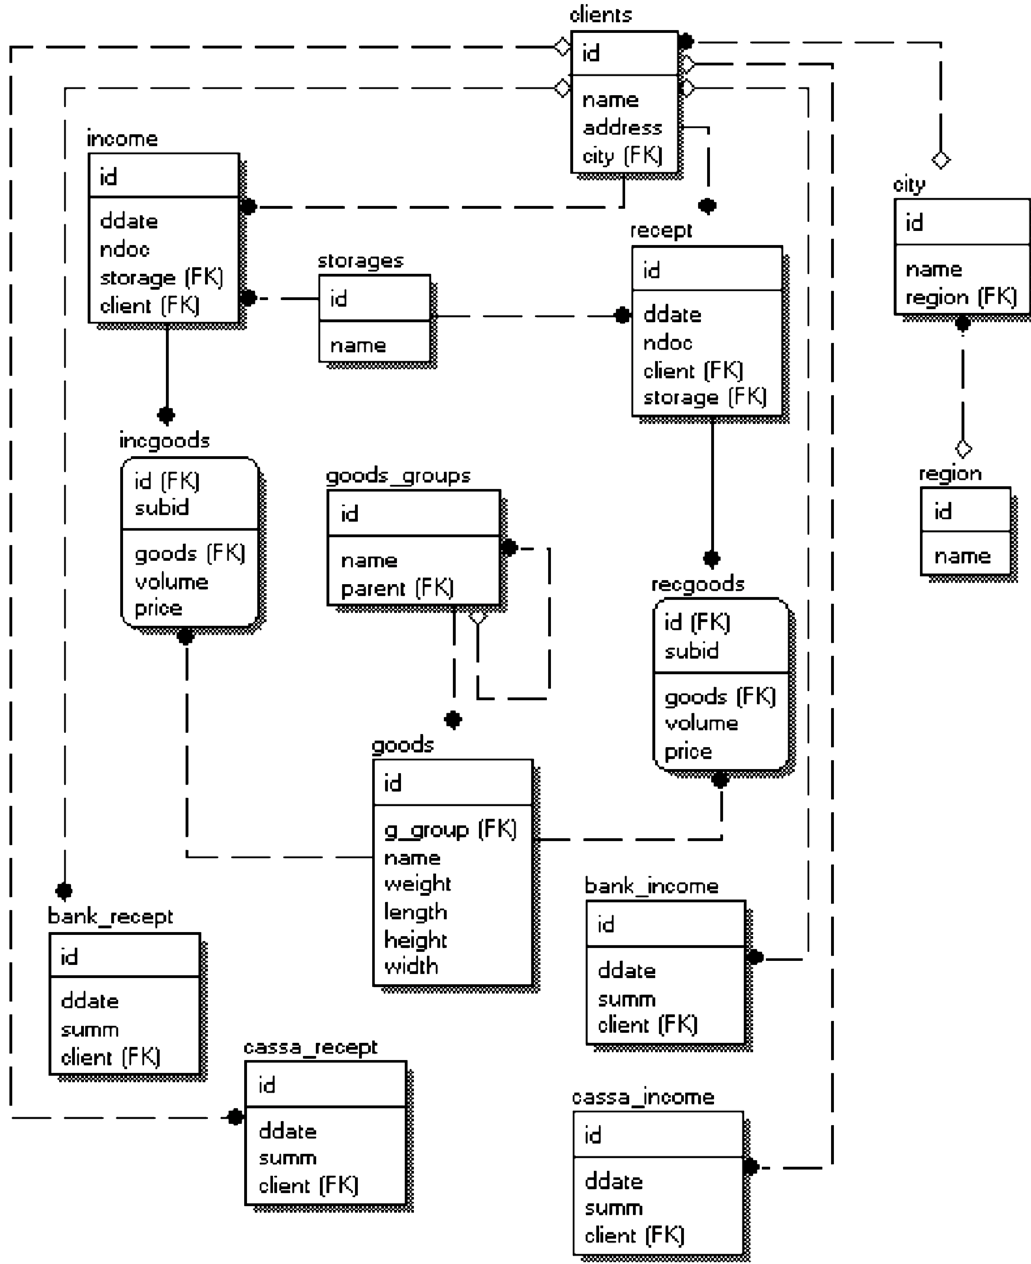 clients
id
name
address
city (FK)
income
id
ddate
ndoc
storage (FK)
client (FK)
storages
id
name
recept
id
ddate
ndoc
client (FK)
storage (FK)
city
id
name
region (FK)
region
id
name
incgoods
id (FK)
subid
goods (FK)
volume
price
goods_groups
id
name
parent (FK)
recgoods
id (FK)
subid
goods (FK)
volume
price
goods
id
g_group (FK)
name
weight
length
height
width
bank_recept
id
ddate
summ
client (FK)
bank_income
id
ddate
summ
client (FK)
cassa_recept
id
ddate
summ
client (FK)
cassa_income
id
ddate
summ
client (FK)